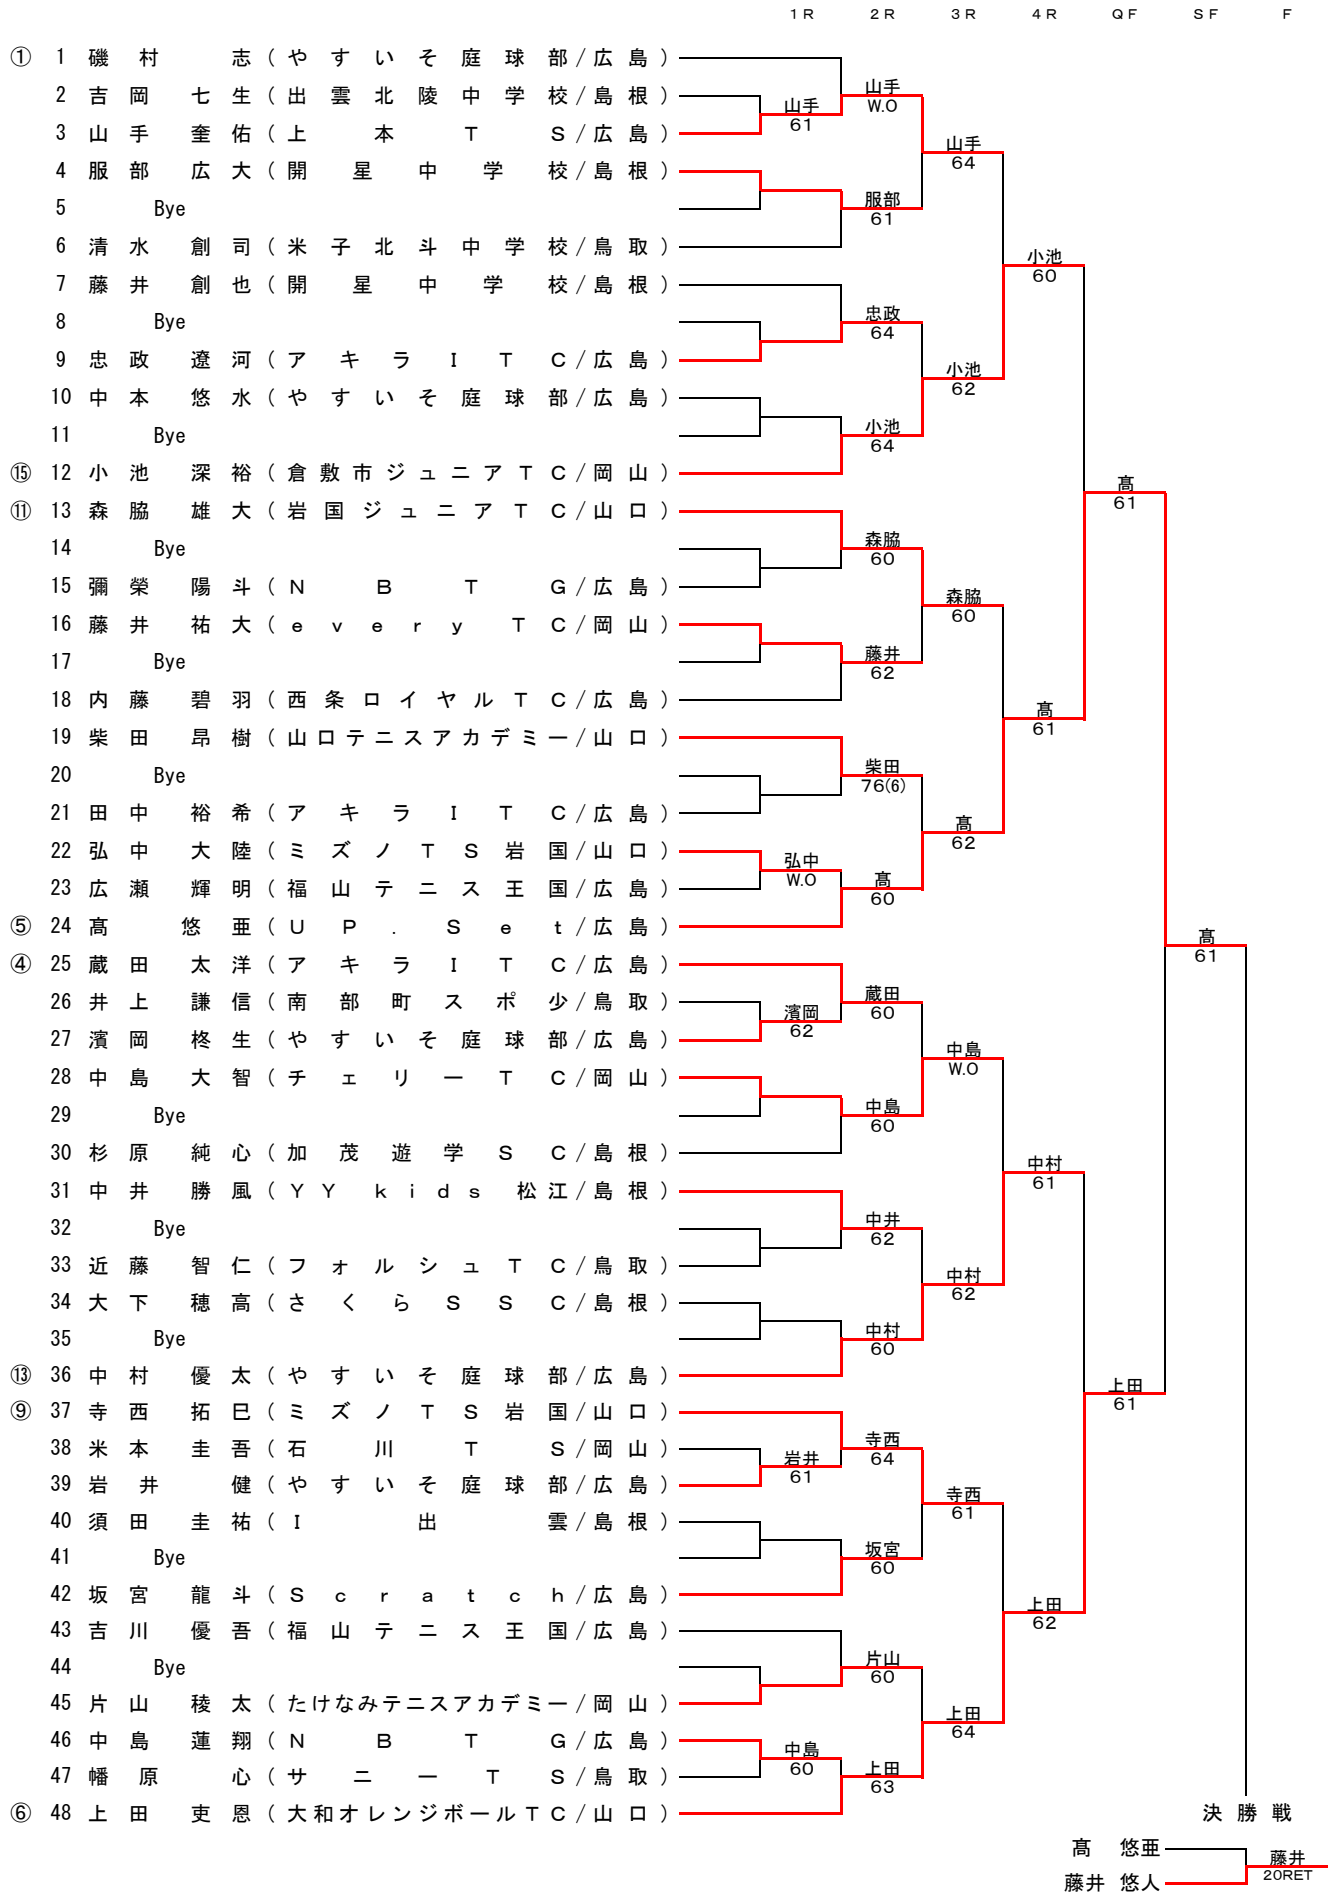 １Ｒ ２Ｒ ３Ｒ ４Ｒ ＱＦ ＳＦ Ｆ
① 1 磯村 志 (やすいそ庭球部/広島)
2 吉岡 七生 (出雲北陵中学校/島根)
3 山手 奎佑 (上本ＴＳ/広島)
4 服部 広大 (開星中学校/島根)
5 Bye
6 清水 創司 (米子北斗中学校/鳥取)
7 藤井 創也 (開星中学校/島根)
8 Bye
9 忠政 遼河 (アキラＩＴＣ/広島)
10 中本 悠水 (やすいそ庭球部/広島)
11 Bye
⑮ 12 小池 深裕 (倉敷市ジュニアＴＣ/岡山)
⑪ 13 森脇 雄大 (岩国ジュニアＴＣ/山口)
14 Bye
15 彌榮 陽斗 (ＮＢＴＧ/広島)
16 藤井 祐大 (ｅｖｅｒｙＴＣ/岡山)
17 Bye
18 内藤 碧羽 (西条ロイヤルＴＣ/広島)
19 柴田 昂樹 (山口テニスアカデミー/山口)
20 Bye
21 田中 裕希 (アキラＩＴＣ/広島)
22 弘中 大陸 (ミズノＴＳ岩国/山口)
23 広瀬 輝明 (福山テニス王国/広島)
⑤ 24 髙 悠亜 (ＵＰ．Ｓｅｔ/広島)
④ 25 蔵田 太洋 (アキラＩＴＣ/広島)
26 井上 謙信 (南部町スポ少/鳥取)
27 濱岡 柊生 (やすいそ庭球部/広島)
28 中島 大智 (チェリーＴＣ/岡山)
29 Bye
30 杉原 純心 (加茂遊学ＳＣ/島根)
31 中井 勝風 (ＹＹｋｉｄｓ松江/島根)
32 Bye
33 近藤 智仁 (フォルシュＴＣ/鳥取)
34 大下 穂高 (さくらＳＳＣ/島根)
35 Bye
⑬ 36 中村 優太 (やすいそ庭球部/広島)
⑨ 37 寺西 拓巳 (ミズノＴＳ岩国/山口)
38 米本 圭吾 (石川ＴＳ/岡山)
39 岩井 健 (やすいそ庭球部/広島)
40 須田 圭祐 (Ｉ出雲/島根)
41 Bye
42 坂宮 龍斗 (Ｓｃｒａｔｃｈ/広島)
43 吉川 優吾 (福山テニス王国/広島)
44 Bye
45 片山 稜太 (たけなみテニスアカデミー/岡山)
46 中島 蓮翔 (ＮＢＴＧ/広島)
47 幡原 心 (サニーＴＳ/鳥取)
⑥ 48 上田 吏恩 (大和オレンジボールＴＣ/山口)
山手
61
弘中
W.O
濱岡
62
岩井
61
中島
60
山手
W.O
服部
61
忠政
64
小池
64
森脇
60
藤井
62
柴田
76(6)
髙
60
蔵田
60
中島
60
中井
62
中村
60
寺西
64
坂宮
60
片山
60
上田
63
山手
64
小池
62
森脇
60
髙
62
中島
W.O
中村
62
寺西
61
上田
64
小池
60
髙
61
中村
61
上田
62
髙
61
上田
61
髙
61
決勝戦
髙 悠亜
藤井 悠人
藤井
20RET